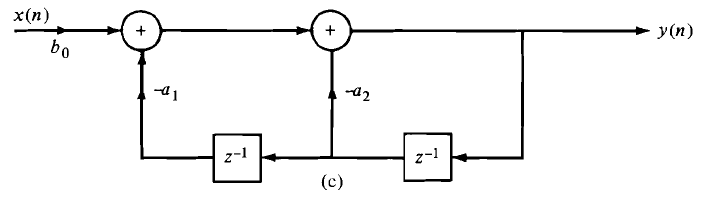 x(n)
b₀
+
+
y(n)
-a₁
-a₂
z⁻¹
z⁻¹
(c)